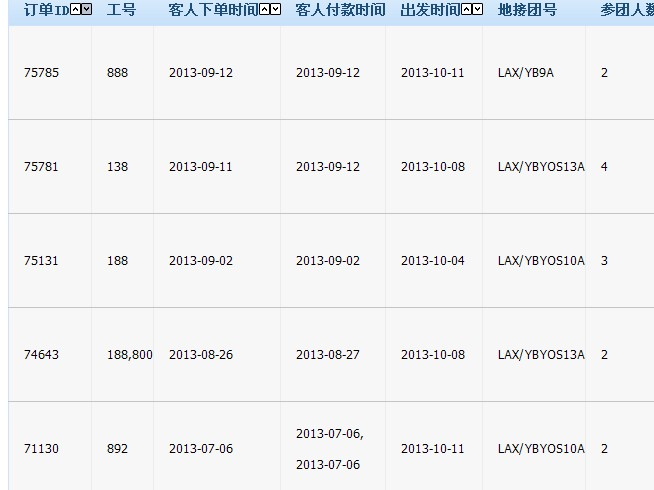 订单ID 工号 客人下单时间 客人付款时间 出发时间 地接团号 参团人数
75785 888 2013-09-12 2013-09-12 2013-10-11 LAX/YB9A 2
75781 138 2013-09-11 2013-09-12 2013-10-08 LAX/YBYOS13A 4
75131 188 2013-09-02 2013-09-02 2013-10-04 LAX/YBYOS10A 3
74643 188,800 2013-08-26 2013-08-27 2013-10-08 LAX/YBYOS13A 2
71130 892 2013-07-06 2013-07-06, 2013-10-11 LAX/YBYOS10A 2
2013-07-06